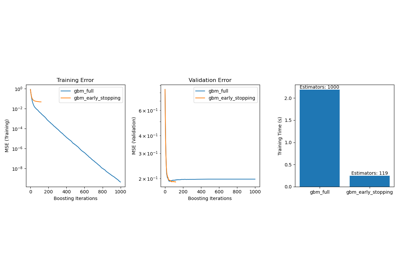 Training Error
gbm_full
gbm_early_stopping
10⁰
10⁻²
10⁻⁴
10⁻⁶
10⁻⁸
MSE (Training)
0
200
400
600
800
1000
Boosting Iterations
Validation Error
gbm_full
gbm_early_stopping
6 × 10⁻¹
4 × 10⁻¹
3 × 10⁻¹
2 × 10⁻¹
MSE (Validation)
0
200
400
600
800
1000
Boosting Iterations
Estimators: 1000
Estimators: 119
2.0
1.5
1.0
0.5
0.0
Training Time (s)
gbm_full
gbm_early_stopping